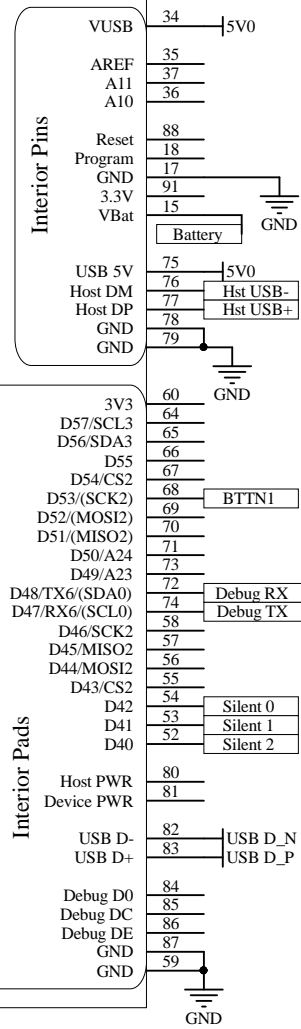 Interior Pins
VUSB 34 5V0
AREF 35
A11 37
A10 36
Reset 88
Program 18
GND 17
3.3V 91
GND
VBat 15
Battery
USB 5V 75 5V0
Host DM 76 Hst USB-
Host DP 77 Hst USB+
GND 78
GND 79
GND
Interior Pads
3V3 60
D57/SCL3 64
D56/SDA3 65
D55 66
D54/CS2 67
D53/(SCK2) 68 BTTN1
D52/(MOSI2) 69
D51/(MISO2) 70
D50/A24 71
D49/A23 73
D48/TX6/(SDA0) 72 Debug RX
D47/RX6/(SCL0) 74 Debug TX
D46/SCK2 58
D45/MISO2 57
D44/MOSI2 56
D43/CS2 55
D42 54 Silent 0
D41 53 Silent 1
D40 52 Silent 2
Host PWR 80
Device PWR 81
USB D- 82 USB D_N
USB D+ 83 USB D_P
Debug D0 84
Debug DC 85
Debug DE 86
GND 87
GND 59
GND